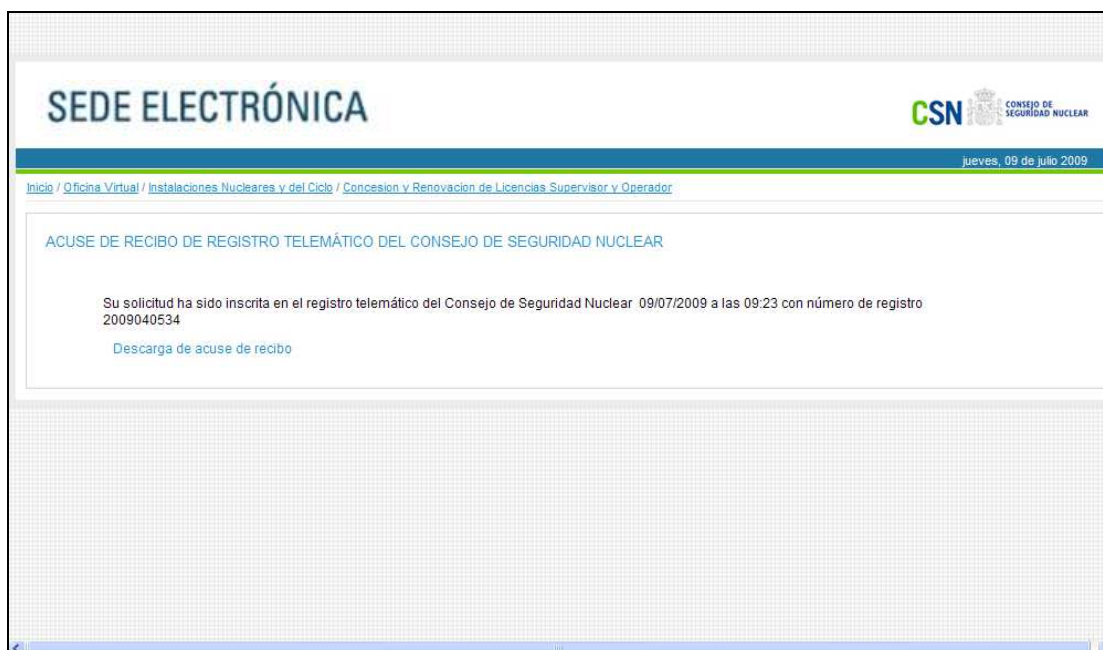 SEDE ELECTRÓNICA
CSN
CONSEJO DE
SEGURIDAD NUCLEAR
jueves, 09 de julio 2009
Inicio / Oficina Virtual / Instalaciones Nucleares y del Ciclo / Concesion y Renovacion de Licencias Supervisor y Operador
ACUSE DE RECIBO DE REGISTRO TELEMÁTICO DEL CONSEJO DE SEGURIDAD NUCLEAR
Su solicitud ha sido inscrita en el registro telemático del Consejo de Seguridad Nuclear 09/07/2009 a las 09:23 con número de registro
2009040534
Descarga de acuse de recibo